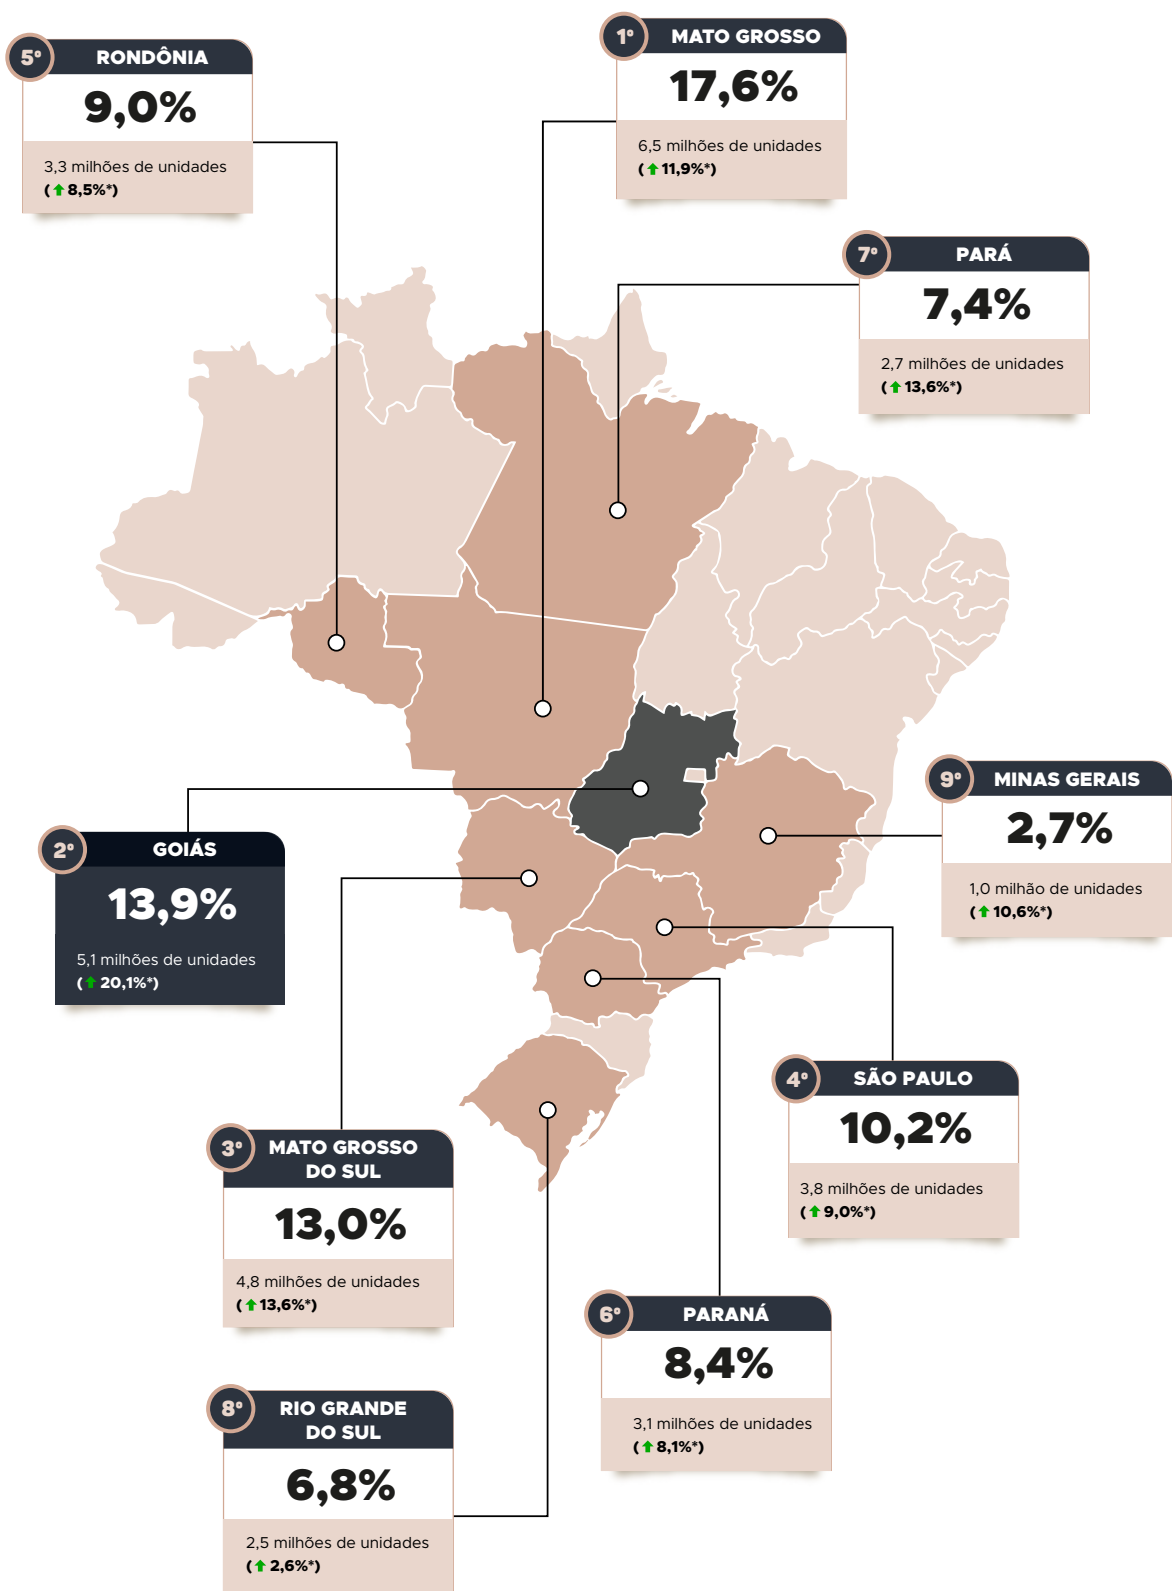 5º
RONDÔNIA
9,0%
3,3 milhões de unidades
(⬆8,5%*)
1º
MATO GROSSO
17,6%
6,5 milhões de unidades
(⬆11,9%*)
7º
PARÁ
7,4%
2,7 milhões de unidades
(⬆13,6%*)
9º
MINAS GERAIS
2,7%
1,0 milhão de unidades
(⬆10,6%*)
2º
GOIÁS
13,9%
5,1 milhões de unidades
(⬆20,1%*)
4º
SÃO PAULO
10,2%
3,8 milhões de unidades
(⬆9,0%*)
3º
MATO GROSSO
DO SUL
13,0%
4,8 milhões de unidades
(⬆13,6%*)
6º
PARANÁ
8,4%
3,1 milhões de unidades
(⬆8,1%*)
8º
RIO GRANDE
DO SUL
6,8%
2,5 milhões de unidades
(⬆2,6%*)